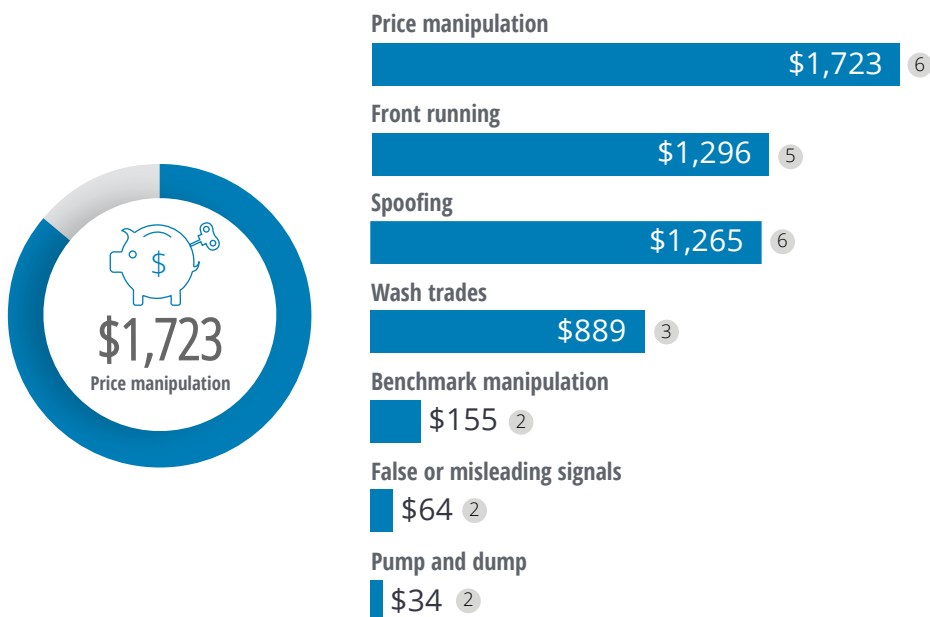 Price manipulation
$1,723 6
Front running
$1,296 5
Spoofing
$1,265 6
Wash trades
$889 3
Benchmark manipulation
$155 2
False or misleading signals
$64 2
Pump and dump
$34 2
$
$1,723
Price manipulation